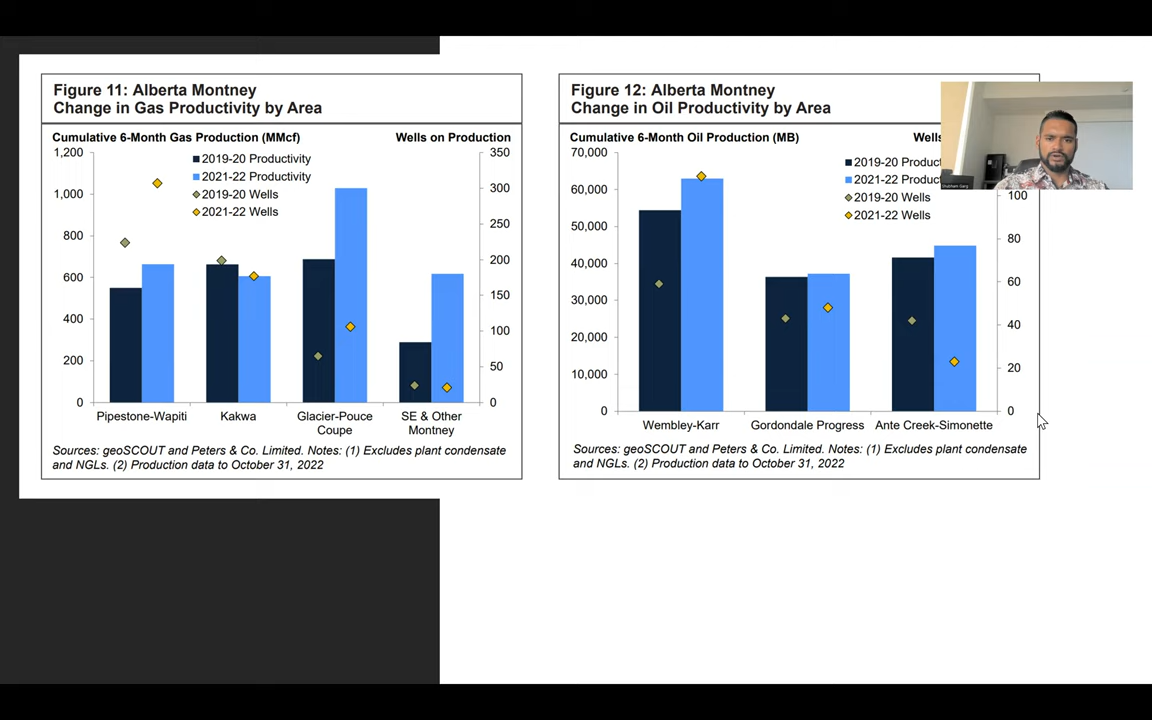 Figure 11: Alberta Montney
Change in Gas Productivity by Area
Cumulative 6-Month Gas Production (MMcf)
Wells on Production
1,200
1,000
800
600
400
200
0
350
300
250
200
150
100
50
0
2019-20 Productivity
2021-22 Productivity
2019-20 Wells
2021-22 Wells
Pipestone-Wapiti
Kakwa
Glacier-Pouce
Coupe
SE & Other
Montney
Sources: geoSCOUT and Peters & Co. Limited. Notes: (1) Excludes plant condensate
and NGLs. (2) Production data to October 31, 2022
Figure 12: Alberta Montney
Change in Oil Productivity by Area
Cumulative 6-Month Oil Production (MB)
Wells
70,000
60,000
50,000
40,000
30,000
20,000
10,000
0
100
80
60
40
20
0
2019-20
2021-22
2019-20 Wells
2021-22 Wells
Wembley-Karr
Gordondale Progress
Ante Creek-Simonette
Sources: geoSCOUT and Peters & Co. Limited. Notes: (1) Excludes plant condensate
and NGLs. (2) Production data to October 31, 2022
Shubham Garg